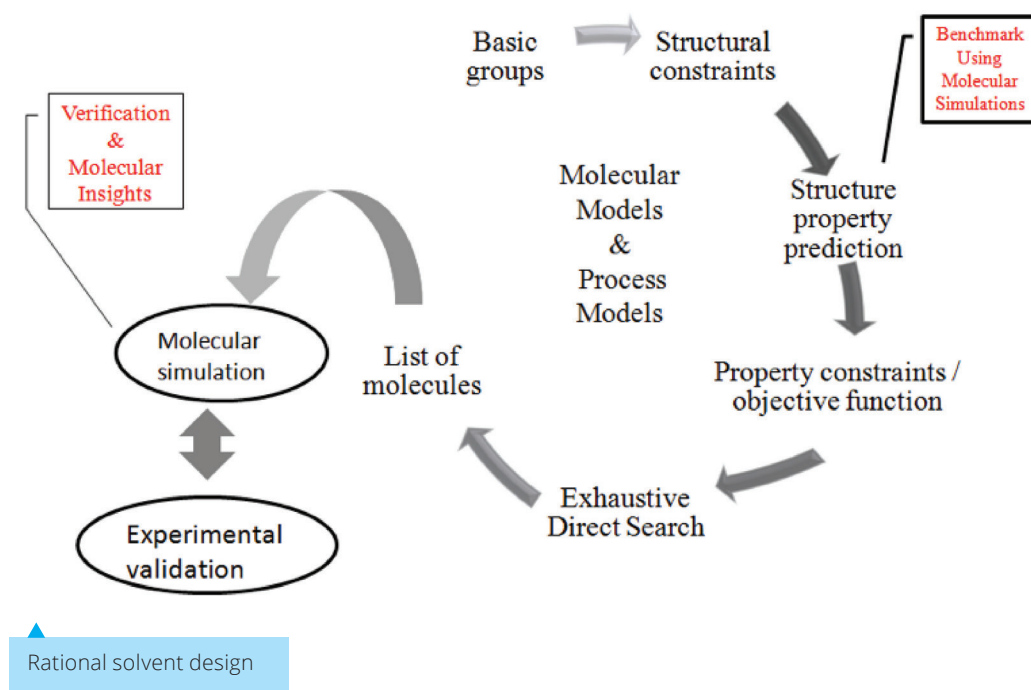 Basic
groups
Structural
constraints
Benchmark
Using
Molecular
Simulations
Verification
&
Molecular
Insights
Molecular
Models
&
Process
Models
Structure
property
prediction
Molecular
simulation
List of
molecules
Property constraints /
objective function
Exhaustive
Direct Search
Experimental
validation
Rational solvent design